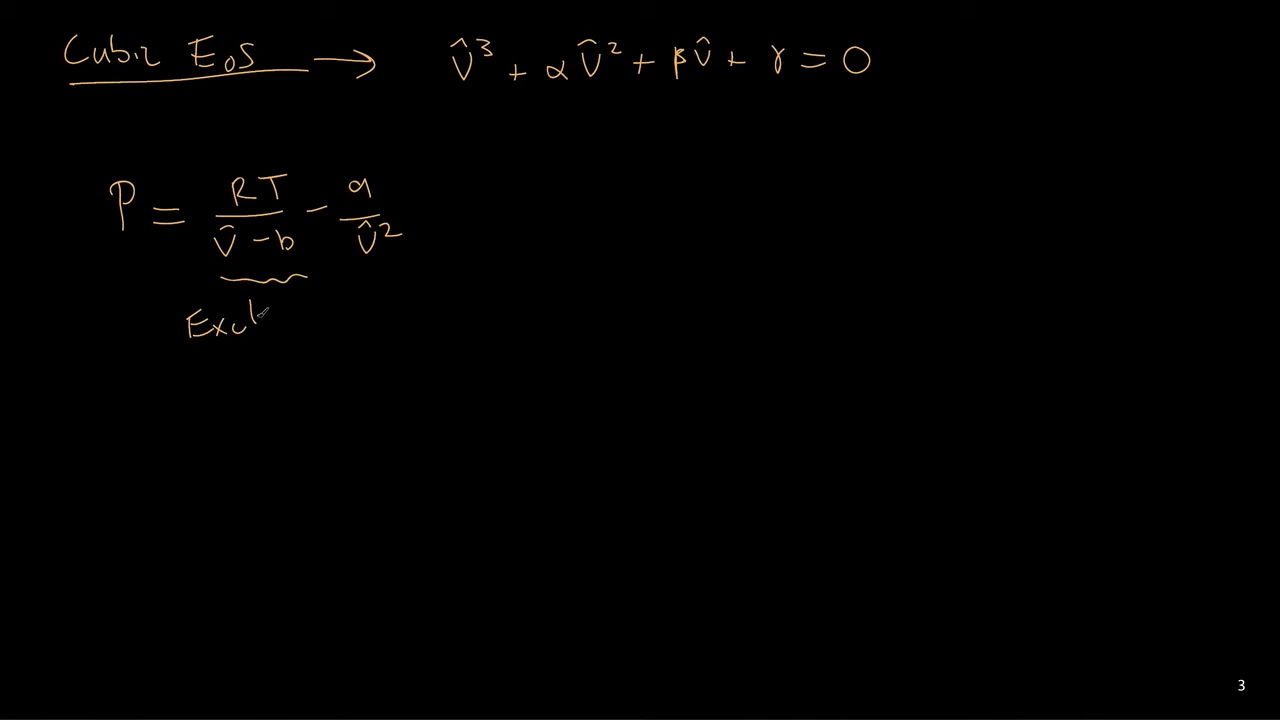 Cubic EoS → V̂³ + αV̂² + βV̂ + γ = 0
P = RT / (V̂ - b) - a / V̂²
Excl
3